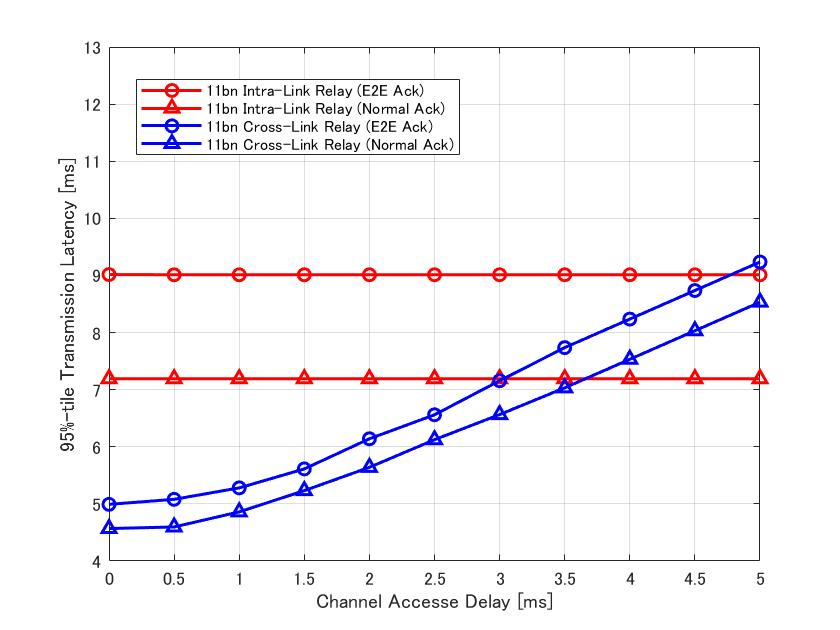 13
12
11
10
9
8
7
6
5
4
95%-tile Transmission Latency [ms]
11bn Intra-Link Relay (E2E Ack)
11bn Intra-Link Relay (Normal Ack)
11bn Cross-Link Relay (E2E Ack)
11bn Cross-Link Relay (Normal Ack)
0 0.5 1 1.5 2 2.5 3 3.5 4 4.5 5
Channel Accesse Delay [ms]